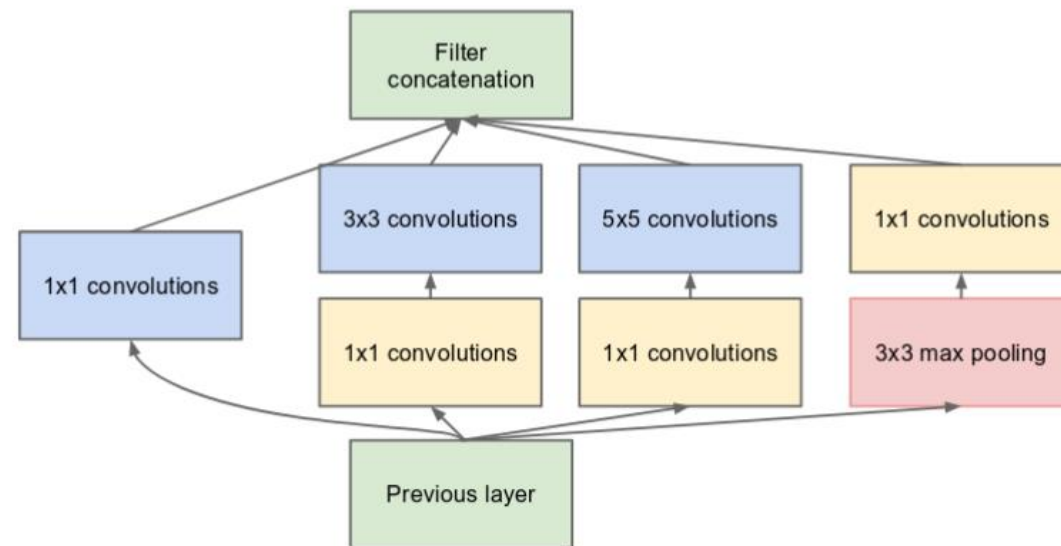 Filter
concatenation
3x3 convolutions
5x5 convolutions
1x1 convolutions
1x1 convolutions
1x1 convolutions
1x1 convolutions
3x3 max pooling
Previous layer